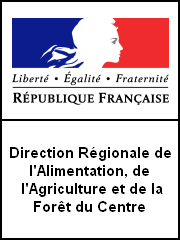 Liberté • Égalité • Fraternité
RÉPUBLIQUE FRANÇAISE
Direction Régionale de
l'Alimentation, de
l'Agriculture et de la
Forêt du Centre